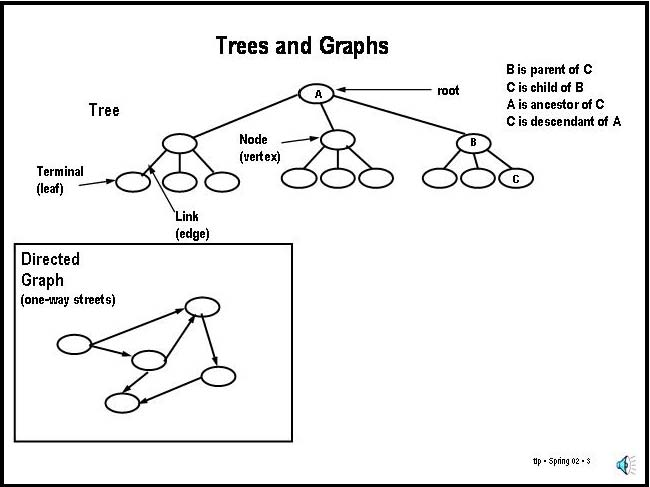 Trees and Graphs
B is parent of C
C is child of B
A is ancestor of C
C is descendant of A
A
root
Tree
Node
(vertex)
B
Terminal
(leaf)
C
Link
(edge)
Directed
Graph
(one-way streets)
tlp • Spring 02 • 3